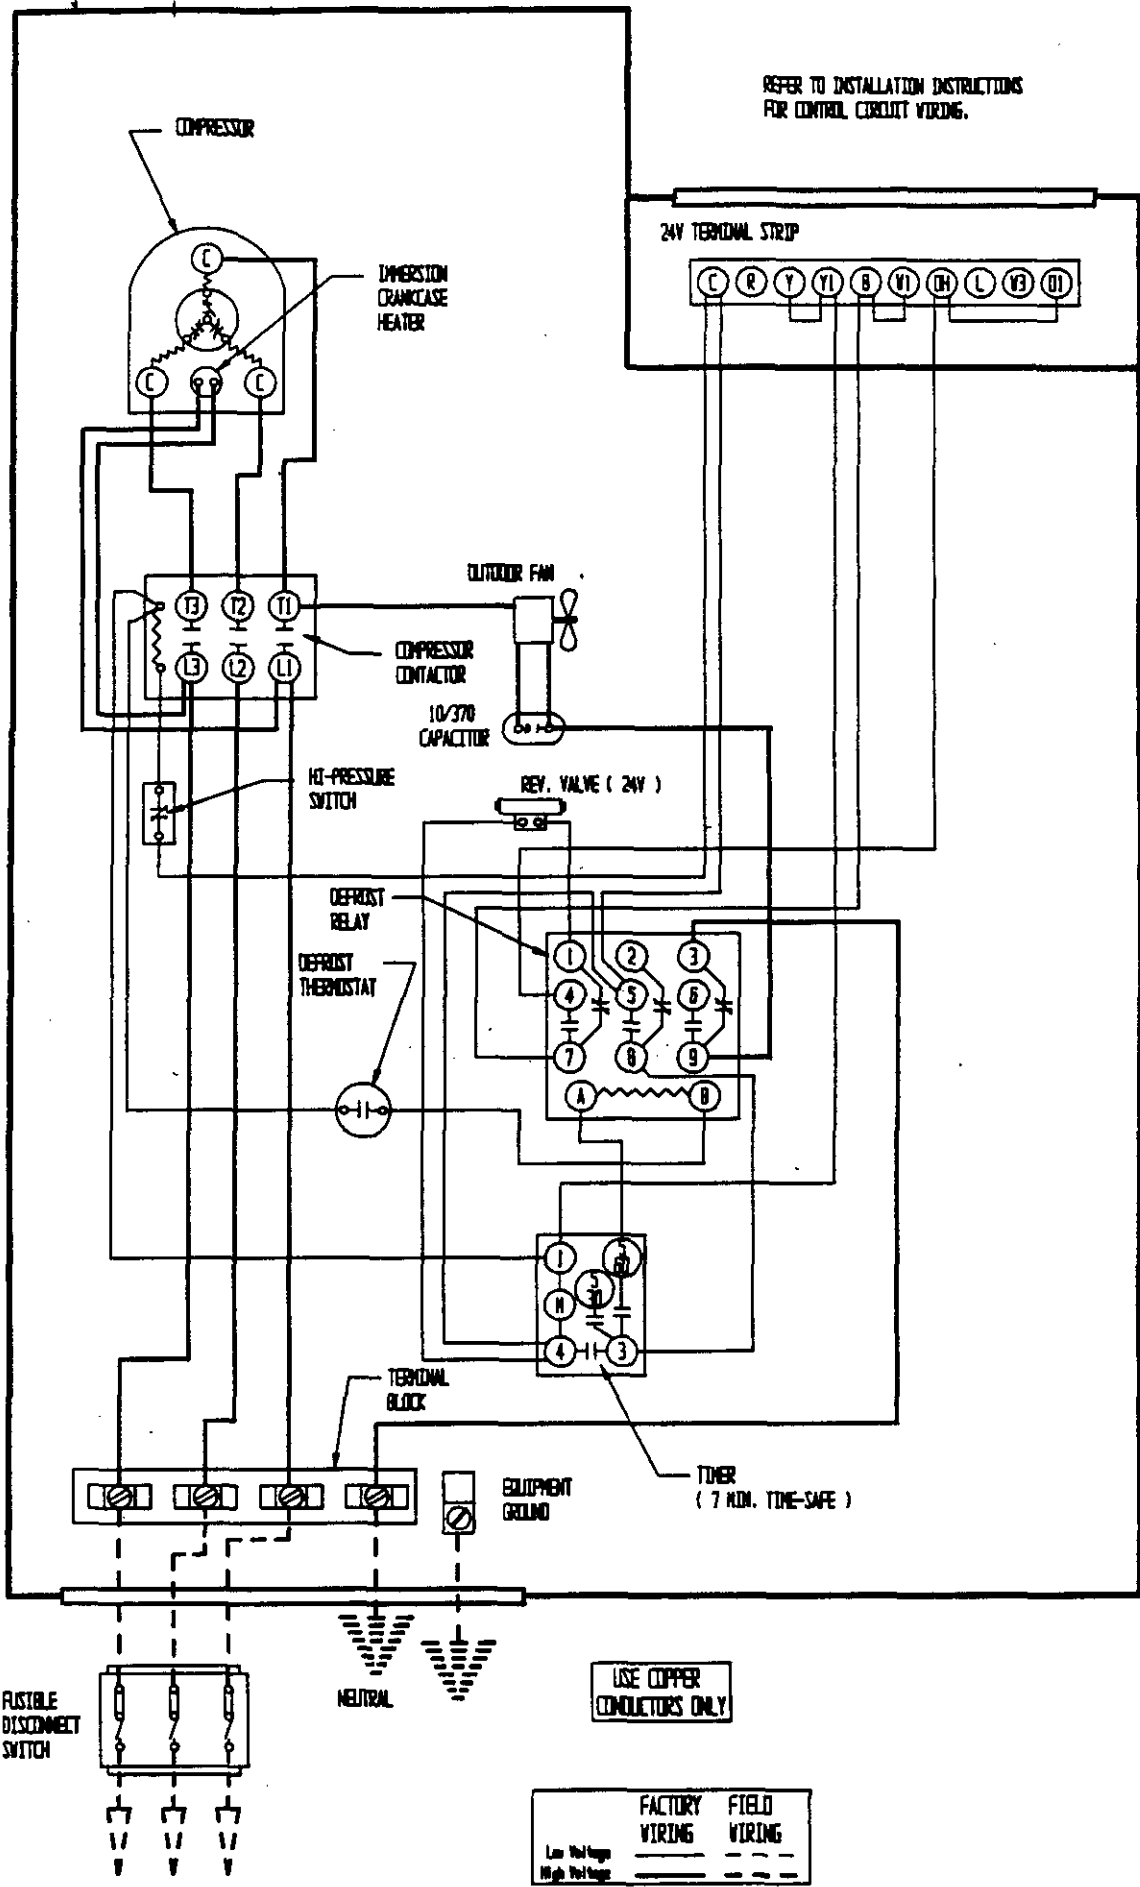 REFER TO INSTALLATION INSTRUCTIONS
FOR CONTROL CIRCUIT WIRING.
COMPRESSOR
24V TERMINAL STRIP
C R Y Y1 B W1 OH L W3 O1
C
IMMERSION
CRANKCASE
HEATER
C C
OUTDOOR FAN
T3 T2 T1
COMPRESSOR
CONTACTOR
L3 L2 L1
10/370
CAPACITOR
HI-PRESSURE
SWITCH
REV. VALVE ( 24V )
DEFROST
RELAY
1 2 3
DEFROST
THERMOSTAT
4 5 6
7 8 9
A B
1 5 60
5 30
M
4 3
TERMINAL
BLOCK
TIMER
( 7 MIN. TIME-SAFE )
EQUIPMENT
GROUND
NEUTRAL
USE COPPER
CONDUCTORS ONLY
FUSIBLE
DISCONNECT
SWITCH
FACTORY FIELD
WIRING WIRING
Low Voltage
High Voltage